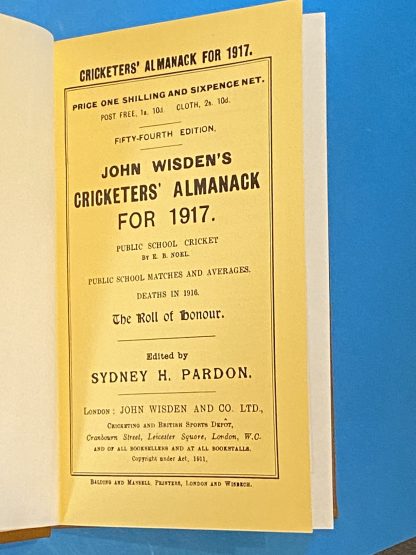 CRICKETERS' ALMANACK FOR 1917.
PRICE ONE SHILLING AND SIXPENCE NET.
POST FREE, 1s. 10d. CLOTH, 2s. 10d.
FIFTY-FOURTH EDITION.
JOHN WISDEN'S
CRICKETERS' ALMANACK
FOR 1917.
PUBLIC SCHOOL CRICKET
BY E. B. NOEL.
PUBLIC SCHOOL MATCHES AND AVERAGES.
DEATHS IN 1916.
The Roll of Honour.
Edited by
SYDNEY H. PARDON.
LONDON: JOHN WISDEN AND CO. LTD.,
CRICKETING AND BRITISH SPORTS DEPÔT,
Cranbourn Street, Leicester Square, London, W.C.
AND OF ALL BOOKSELLERS AND AT ALL BOOKSTALLS.
Copyright under Act, 1911.
BALDING AND MANSELL PRINTERS, LONDON AND WISBECH.